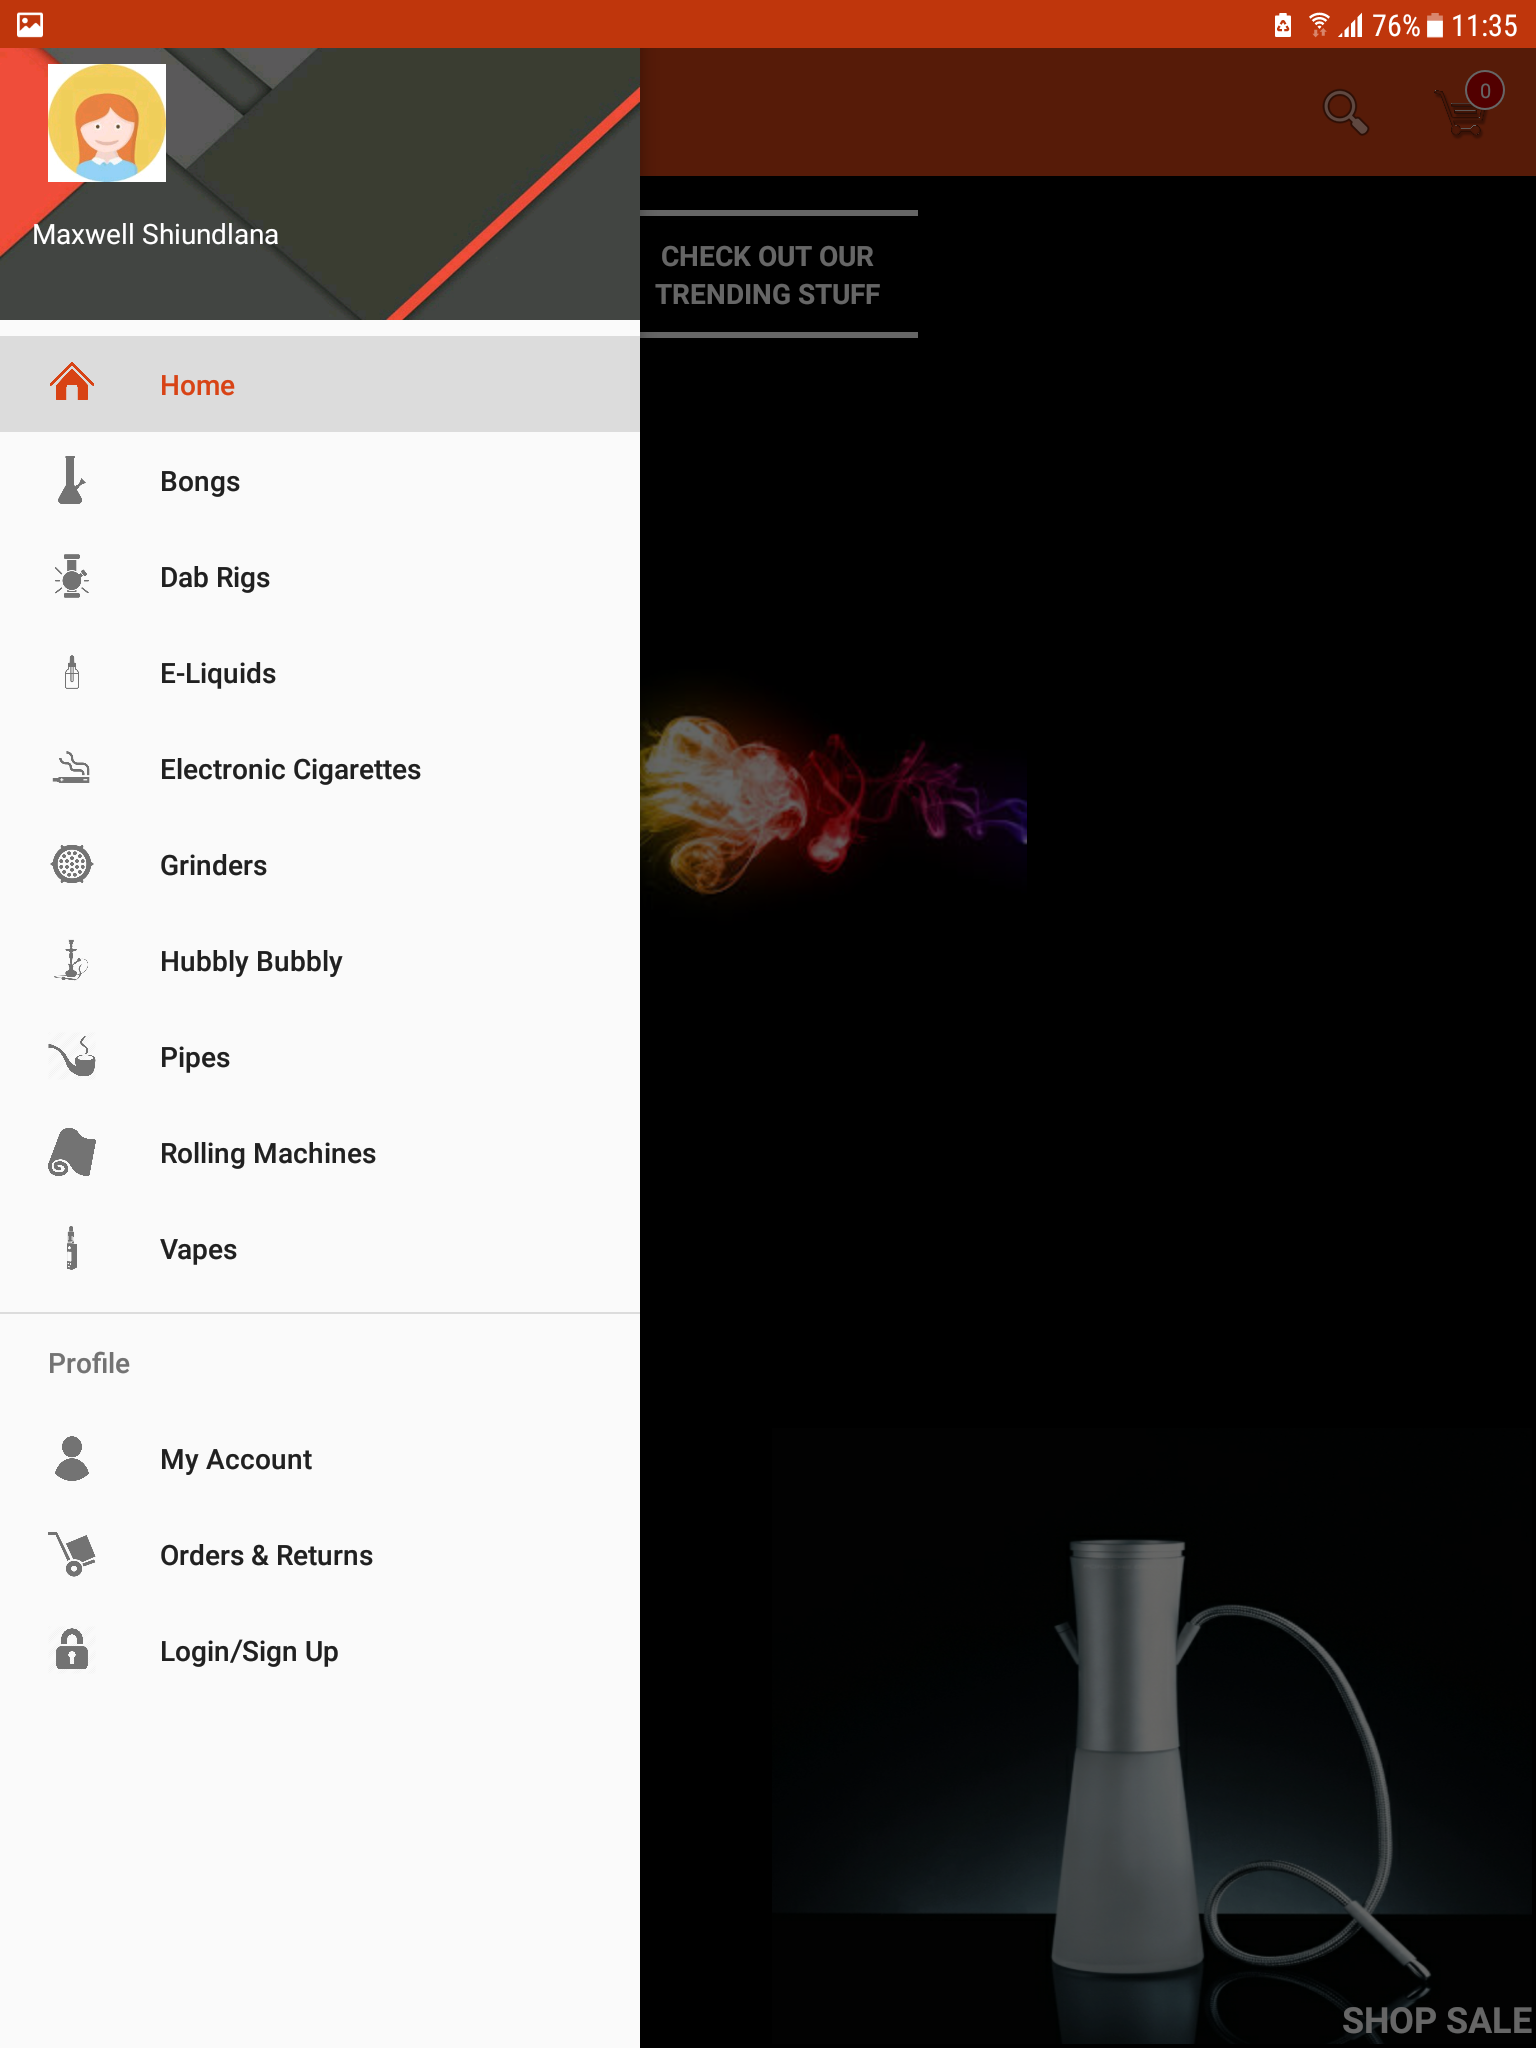 76% 11:35
0
Maxwell Shiundlana
CHECK OUT OUR
TRENDING STUFF
Home
Bongs
Dab Rigs
E-Liquids
Electronic Cigarettes
Grinders
Hubbly Bubbly
Pipes
Rolling Machines
Vapes
Profile
My Account
Orders & Returns
Login/Sign Up
SHOP SALE